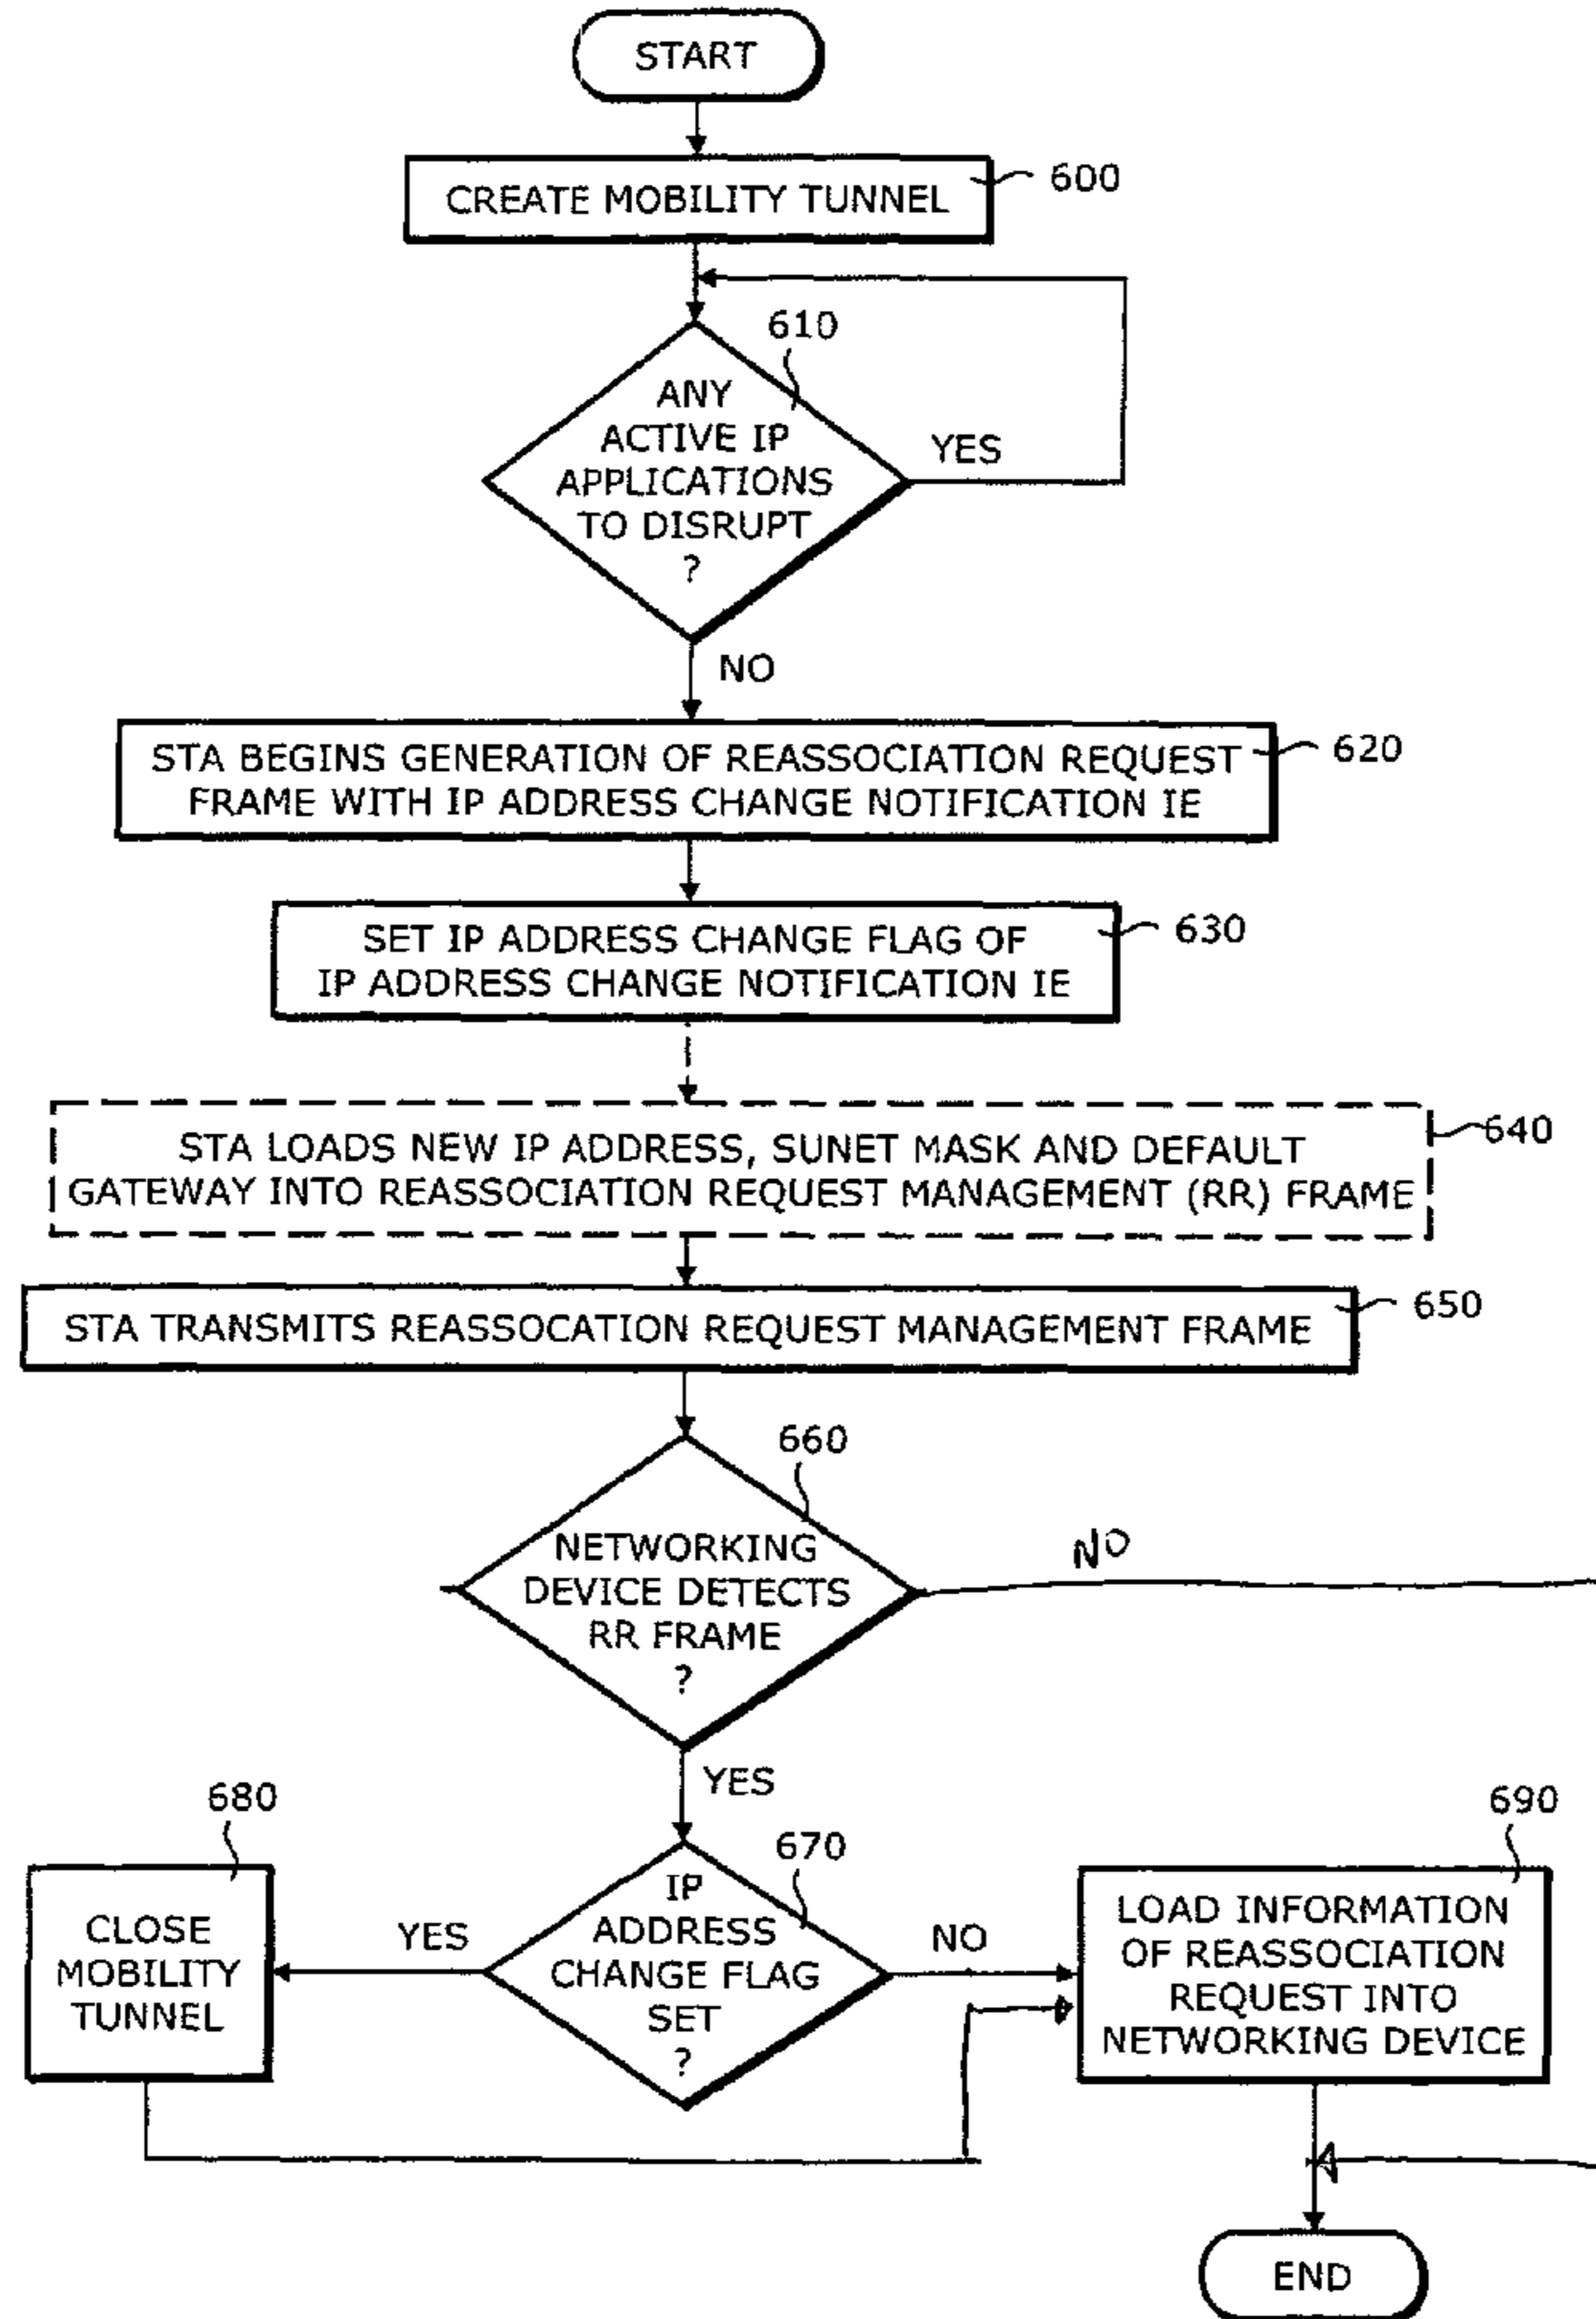 START
CREATE MOBILITY TUNNEL
600
610
ANY
ACTIVE IP
APPLICATIONS
TO DISRUPT
?
YES
NO
STA BEGINS GENERATION OF REASSOCIATION REQUEST
FRAME WITH IP ADDRESS CHANGE NOTIFICATION IE
620
SET IP ADDRESS CHANGE FLAG OF
IP ADDRESS CHANGE NOTIFICATION IE
630
STA LOADS NEW IP ADDRESS, SUNET MASK AND DEFAULT
GATEWAY INTO REASSOCIATION REQUEST MANAGEMENT (RR) FRAME
640
STA TRANSMITS REASSOCATION REQUEST MANAGEMENT FRAME
650
660
NETWORKING
DEVICE DETECTS
RR FRAME
?
NO
YES
680
CLOSE
MOBILITY
TUNNEL
YES
670
IP
ADDRESS
CHANGE FLAG
SET
?
NO
690
LOAD INFORMATION
OF REASSOCIATION
REQUEST INTO
NETWORKING DEVICE
END